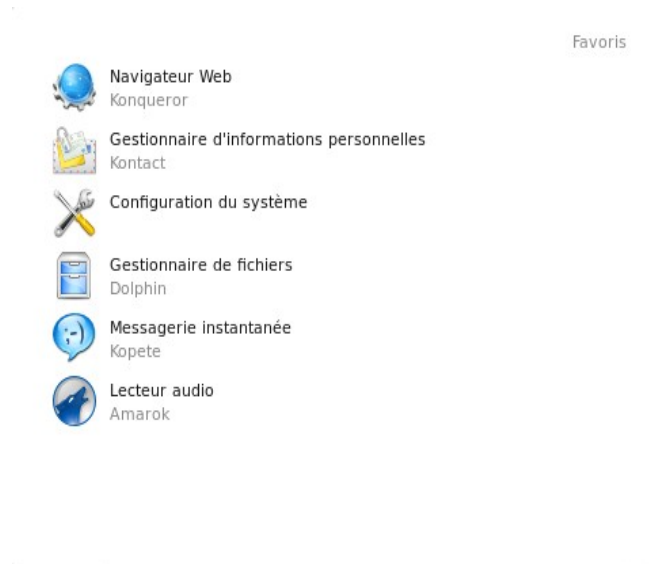 Favoris
Navigateur Web
Konqueror
Gestionnaire d'informations personnelles
Kontact
Configuration du système
Gestionnaire de fichiers
Dolphin
Messagerie instantanée
Kopete
Lecteur audio
Amarok